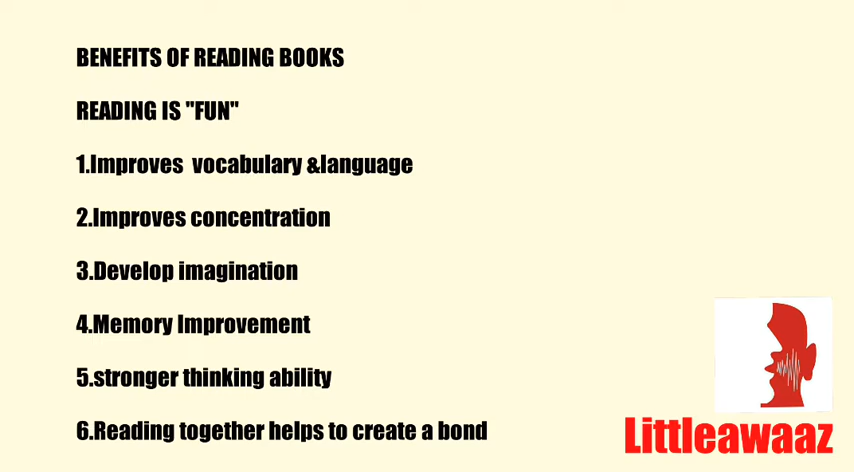 BENEFITS OF READING BOOKS
READING IS "FUN"
1.Improves  vocabulary &language
2.Improves concentration
3.Develop imagination
4.Memory Improvement
5.stronger thinking ability
6.Reading together helps to create a bond
Littleawaaz